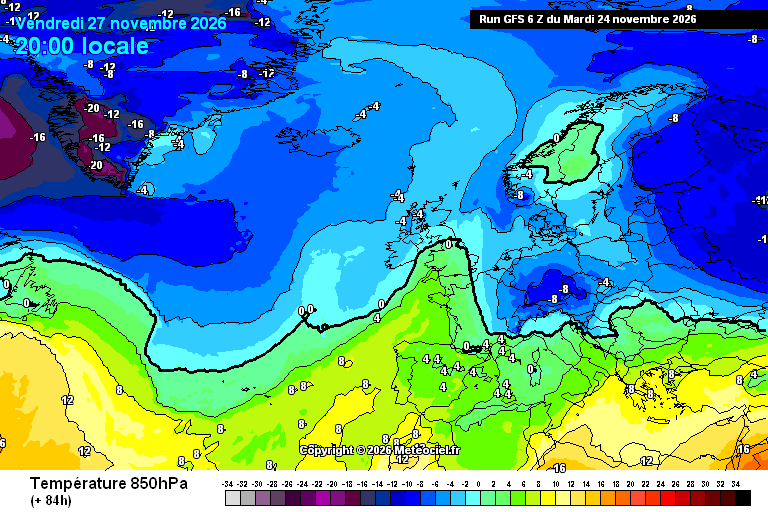 Vendredi 27 novembre 2026
20:00 locale
Run GFS 6 Z du Mardi 24 novembre 2026
Copyright © 2026 Meteociel.fr
Température 850hPa
(+ 84h)
-34 -32 -30 -28 -26 -24 -22 -20 -18 -16 -14 -12 -10 -8 -6 -4 -2 0 2 4 6 8 10 12 14 16 18 20 22 24 26 28 30 32 34